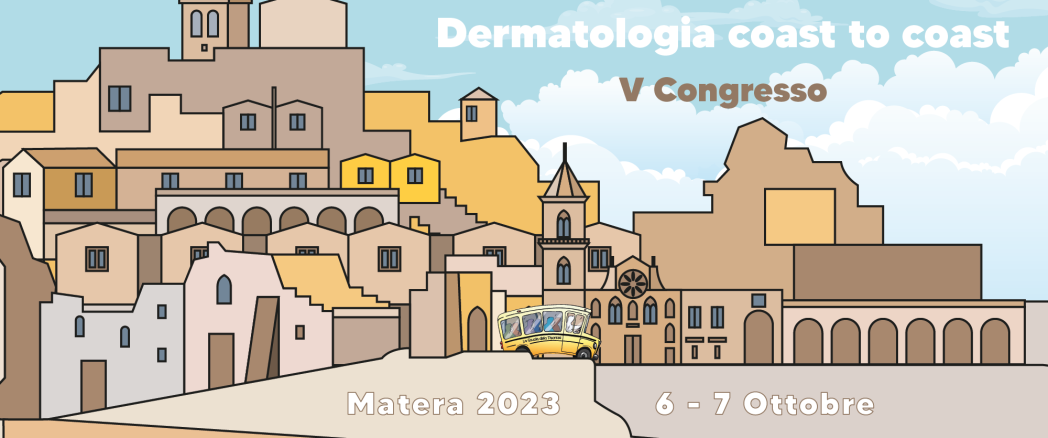 Dermatologia coast to coast
V Congresso
Matera 2023
6 - 7 Ottobre